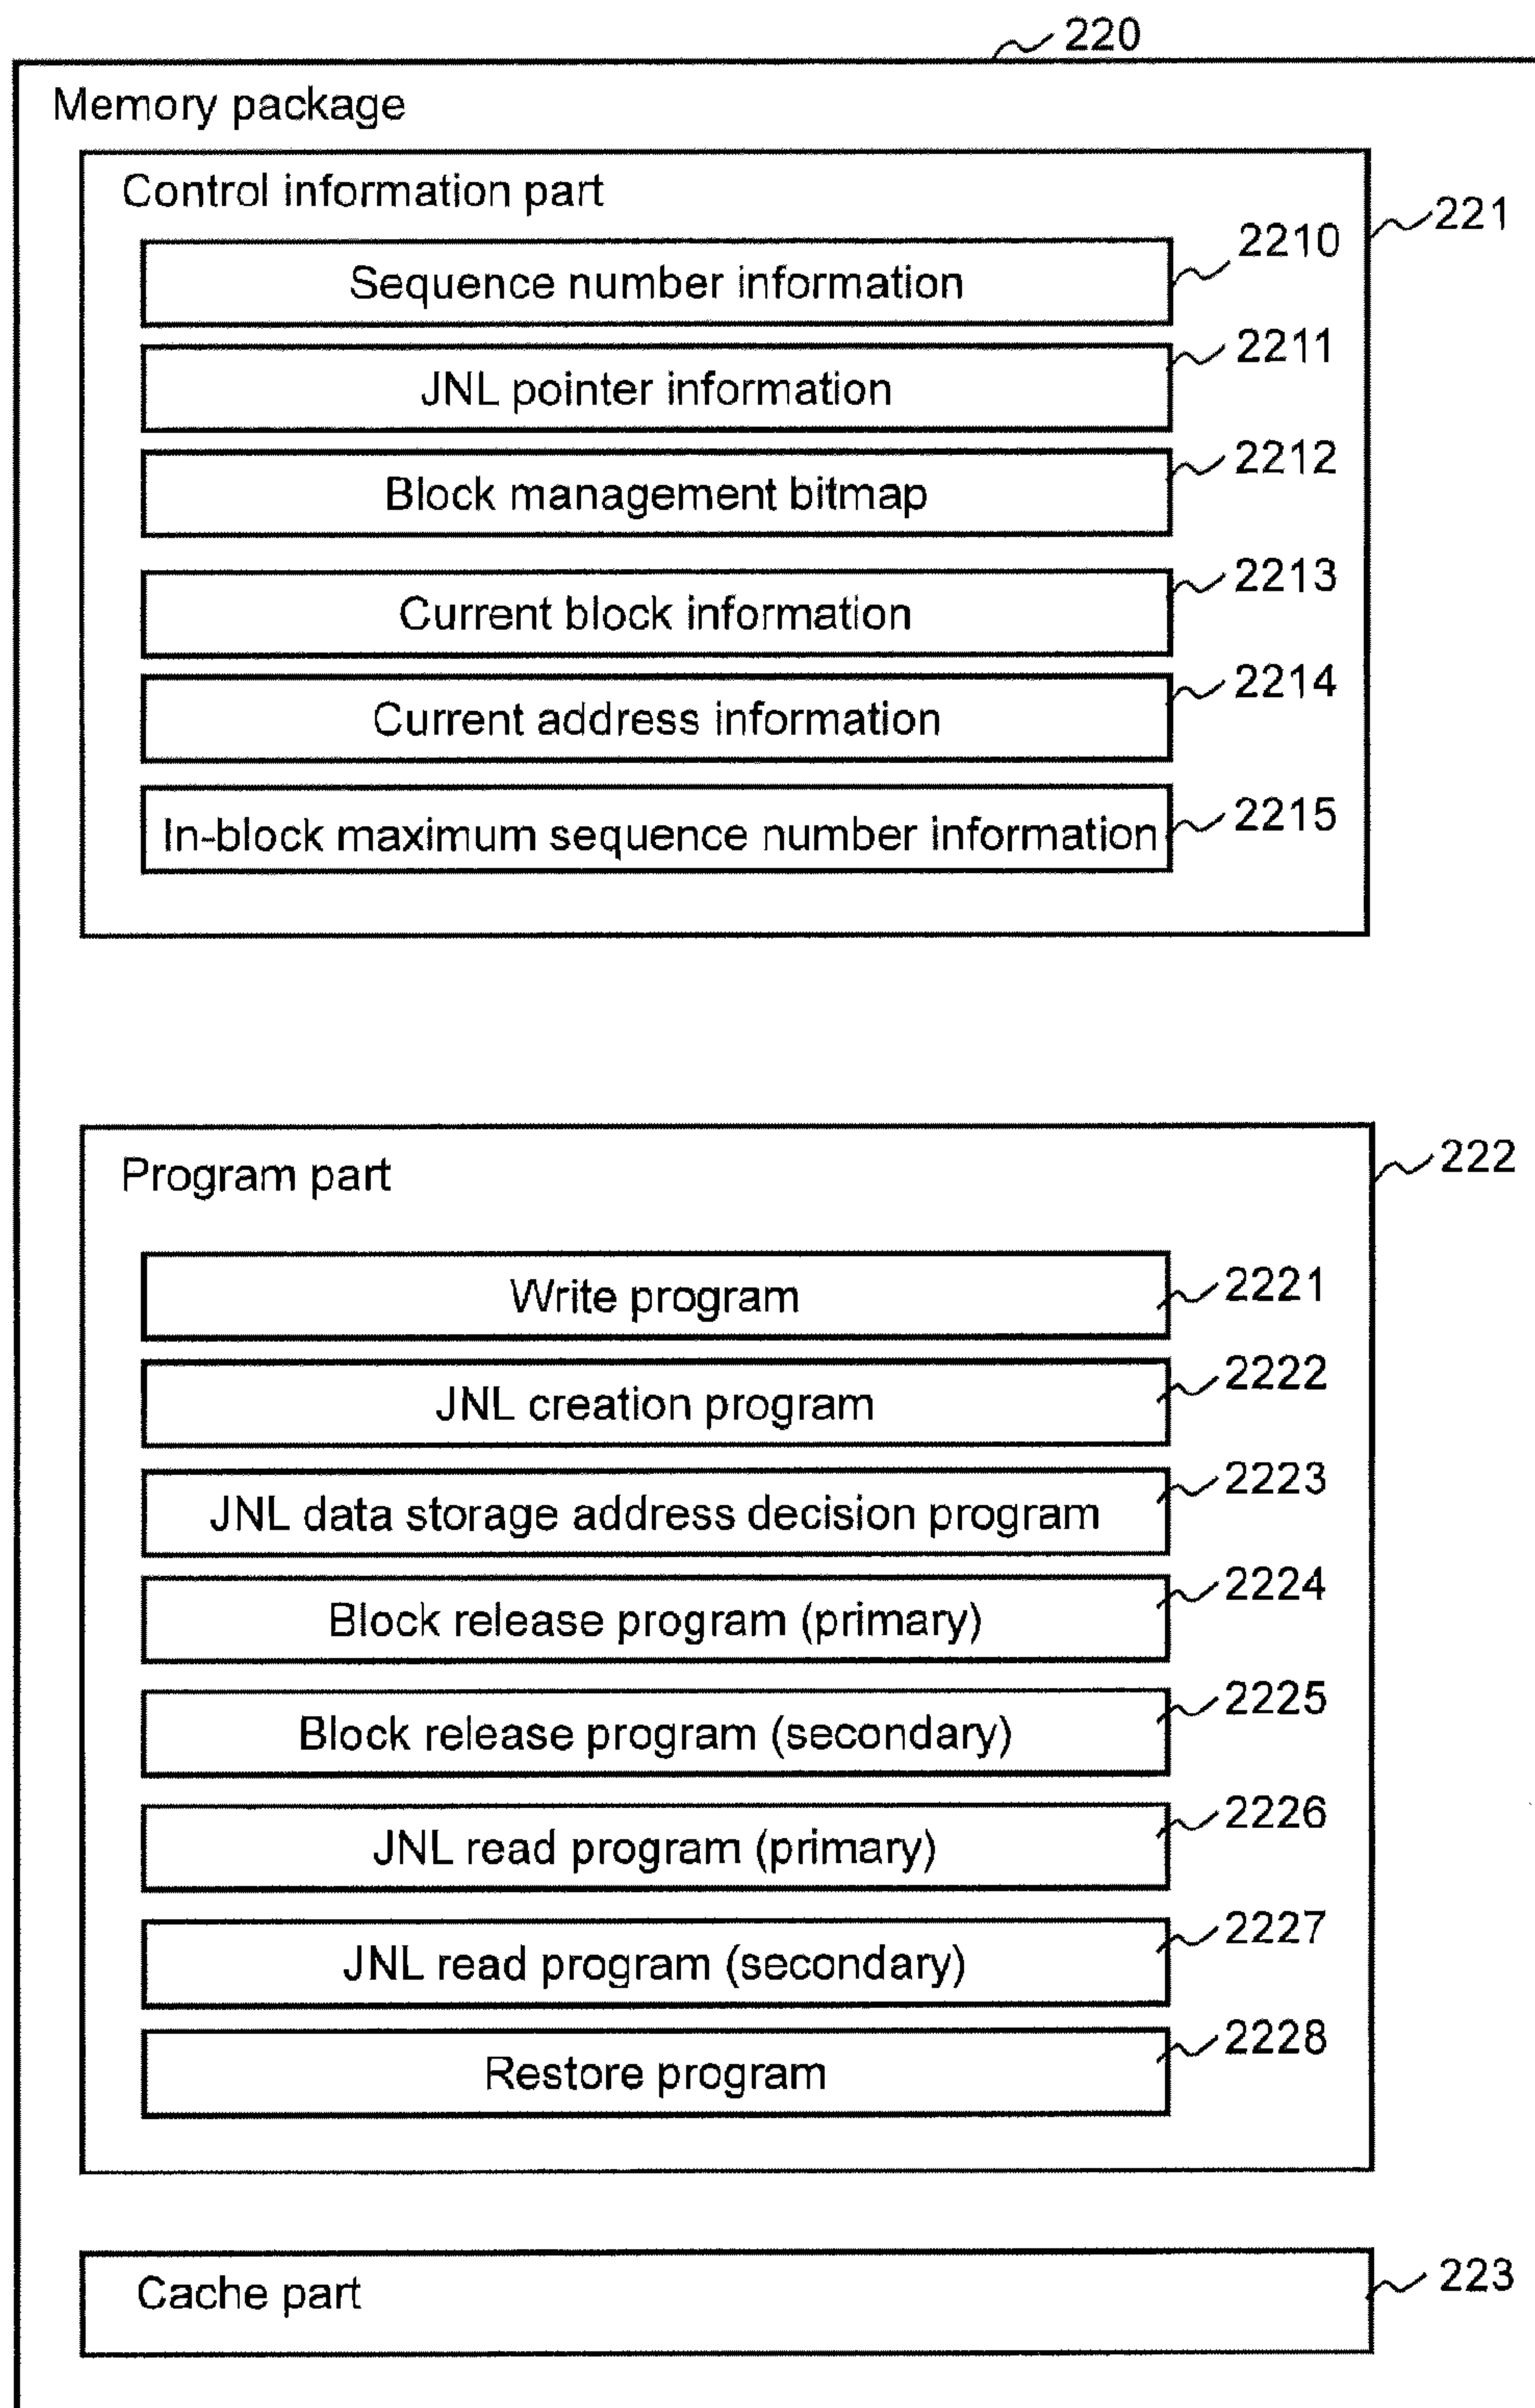 220
Memory package
Control information part
221
Sequence number information
2210
JNL pointer information
2211
Block management bitmap
2212
Current block information
2213
Current address information
2214
In-block maximum sequence number information
2215
Program part
222
Write program
2221
JNL creation program
2222
JNL data storage address decision program
2223
Block release program (primary)
2224
Block release program (secondary)
2225
JNL read program (primary)
2226
JNL read program (secondary)
2227
Restore program
2228
Cache part
223